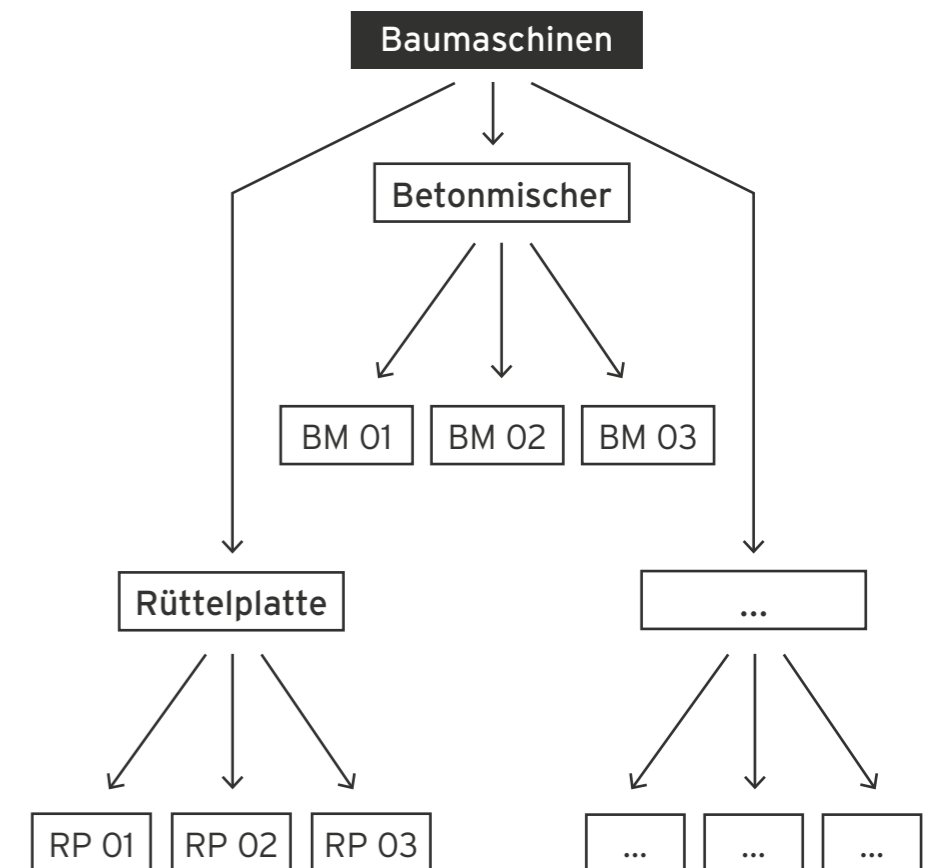 Baumaschinen
Betonmischer
BM 01
BM 02
BM 03
Rüttelplatte
...
RP 01
RP 02
RP 03
...
...
...